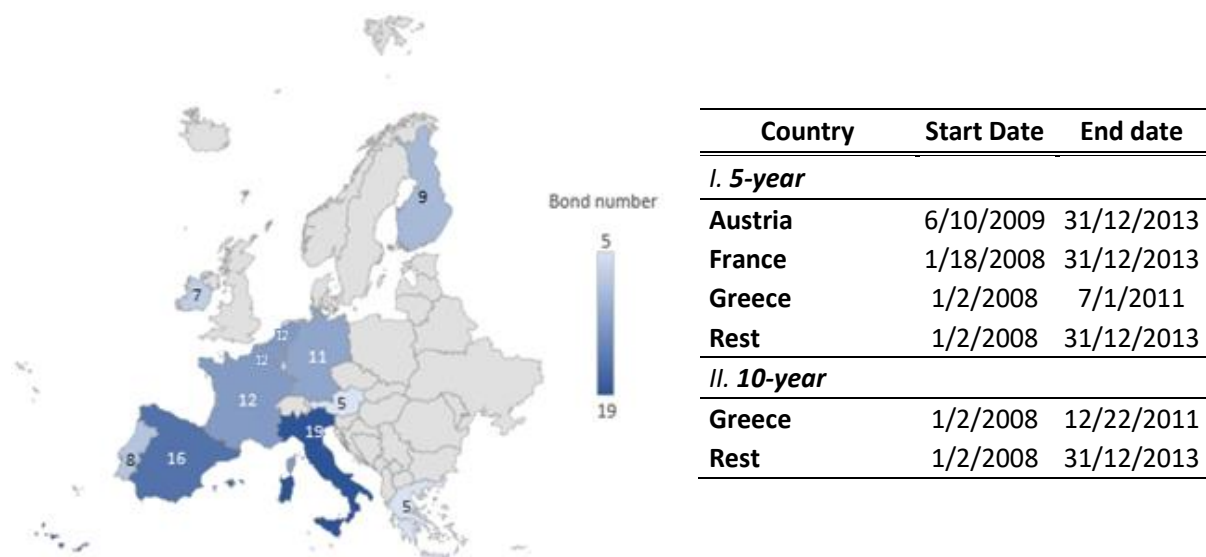 9
Bond number
5
7
12
12
11
12
5
19
19
8
16
5
Country Start Date End date
I. 5-year
Austria 6/10/2009 31/12/2013
France 1/18/2008 31/12/2013
Greece 1/2/2008 7/1/2011
Rest 1/2/2008 31/12/2013
II. 10-year
Greece 1/2/2008 12/22/2011
Rest 1/2/2008 31/12/2013